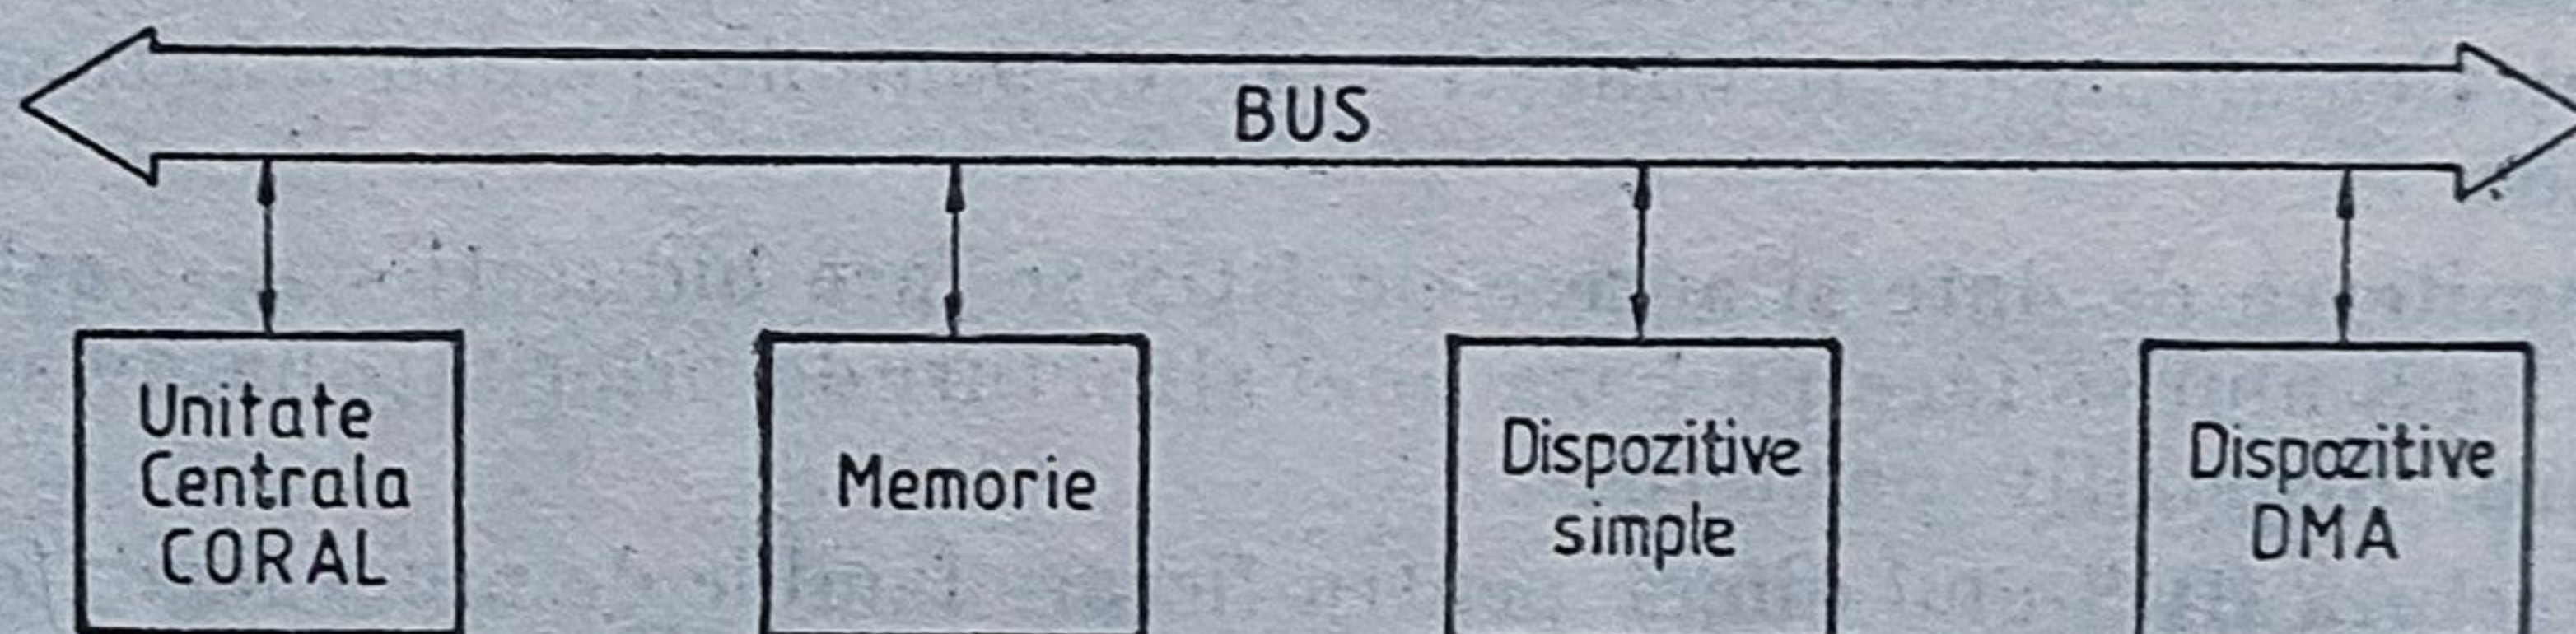 BUS
Unitate
Centrala
CORAL
Memorie
Dispozitive
simple
Dispozitive
DMA